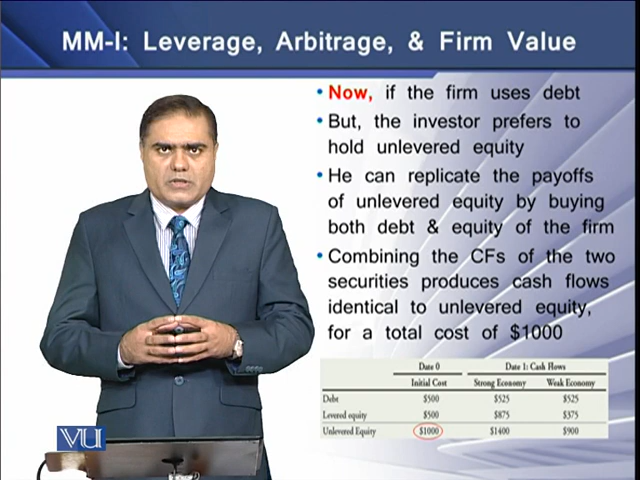 MM-I: Leverage, Arbitrage, & Firm Value
• Now, if the firm uses debt
• But, the investor prefers to
hold unlevered equity
• He can replicate the payoffs
of unlevered equity by buying
both debt & equity of the firm
• Combining the CFs of the two
securities produces cash flows
identical to unlevered equity,
for a total cost of $1000
Date 0 Date 1: Cash Flows
Initial Cost Strong Economy Weak Economy
Debt $500 $525 $525
Levered equity $500 $875 $375
Unlevered Equity $1000 $1400 $900
VU